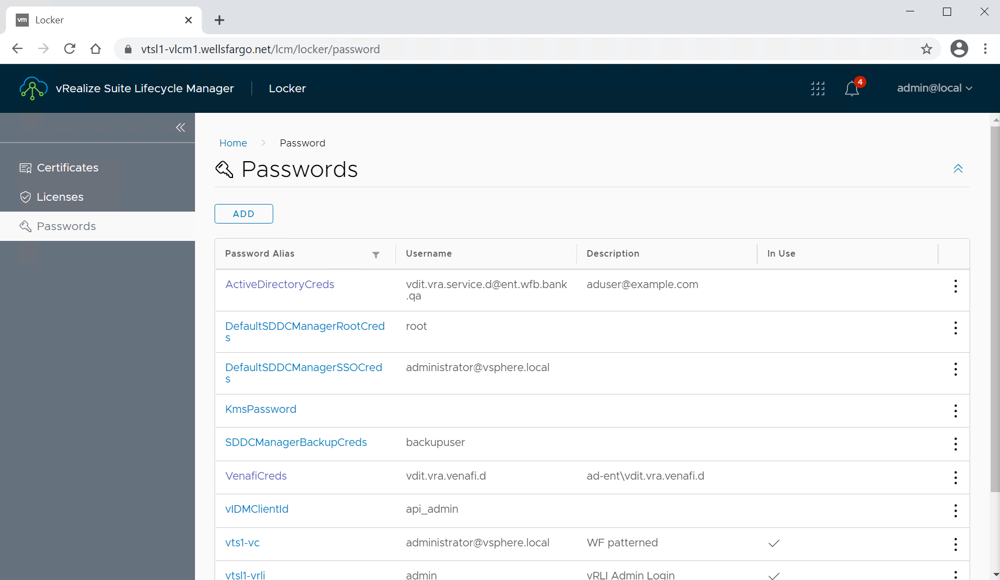 vm Locker
vtsl1-vlcm1.wellsfargo.net/lcm/locker/password
vRealize Suite Lifecycle Manager Locker 4 admin@local
Certificates
Licenses
Passwords
Home Password
Passwords
ADD
Password Alias Username Description In Use
ActiveDirectoryCreds vdit.vra.service.d@ent.wfb.bank aduser@example.com
.qa
DefaultSDDCManagerRootCred root
s
DefaultSDDCManagerSSOCred administrator@vsphere.local
s
KmsPassword
SDDCManagerBackupCreds backupuser
VenafiCreds vdit.vra.venafi.d ad-ent\vdit.vra.venafi.d
vIDMClientId api_admin
vts1-vc administrator@vsphere.local WF patterned
vtsl1-vrli admin vRLI Admin Login